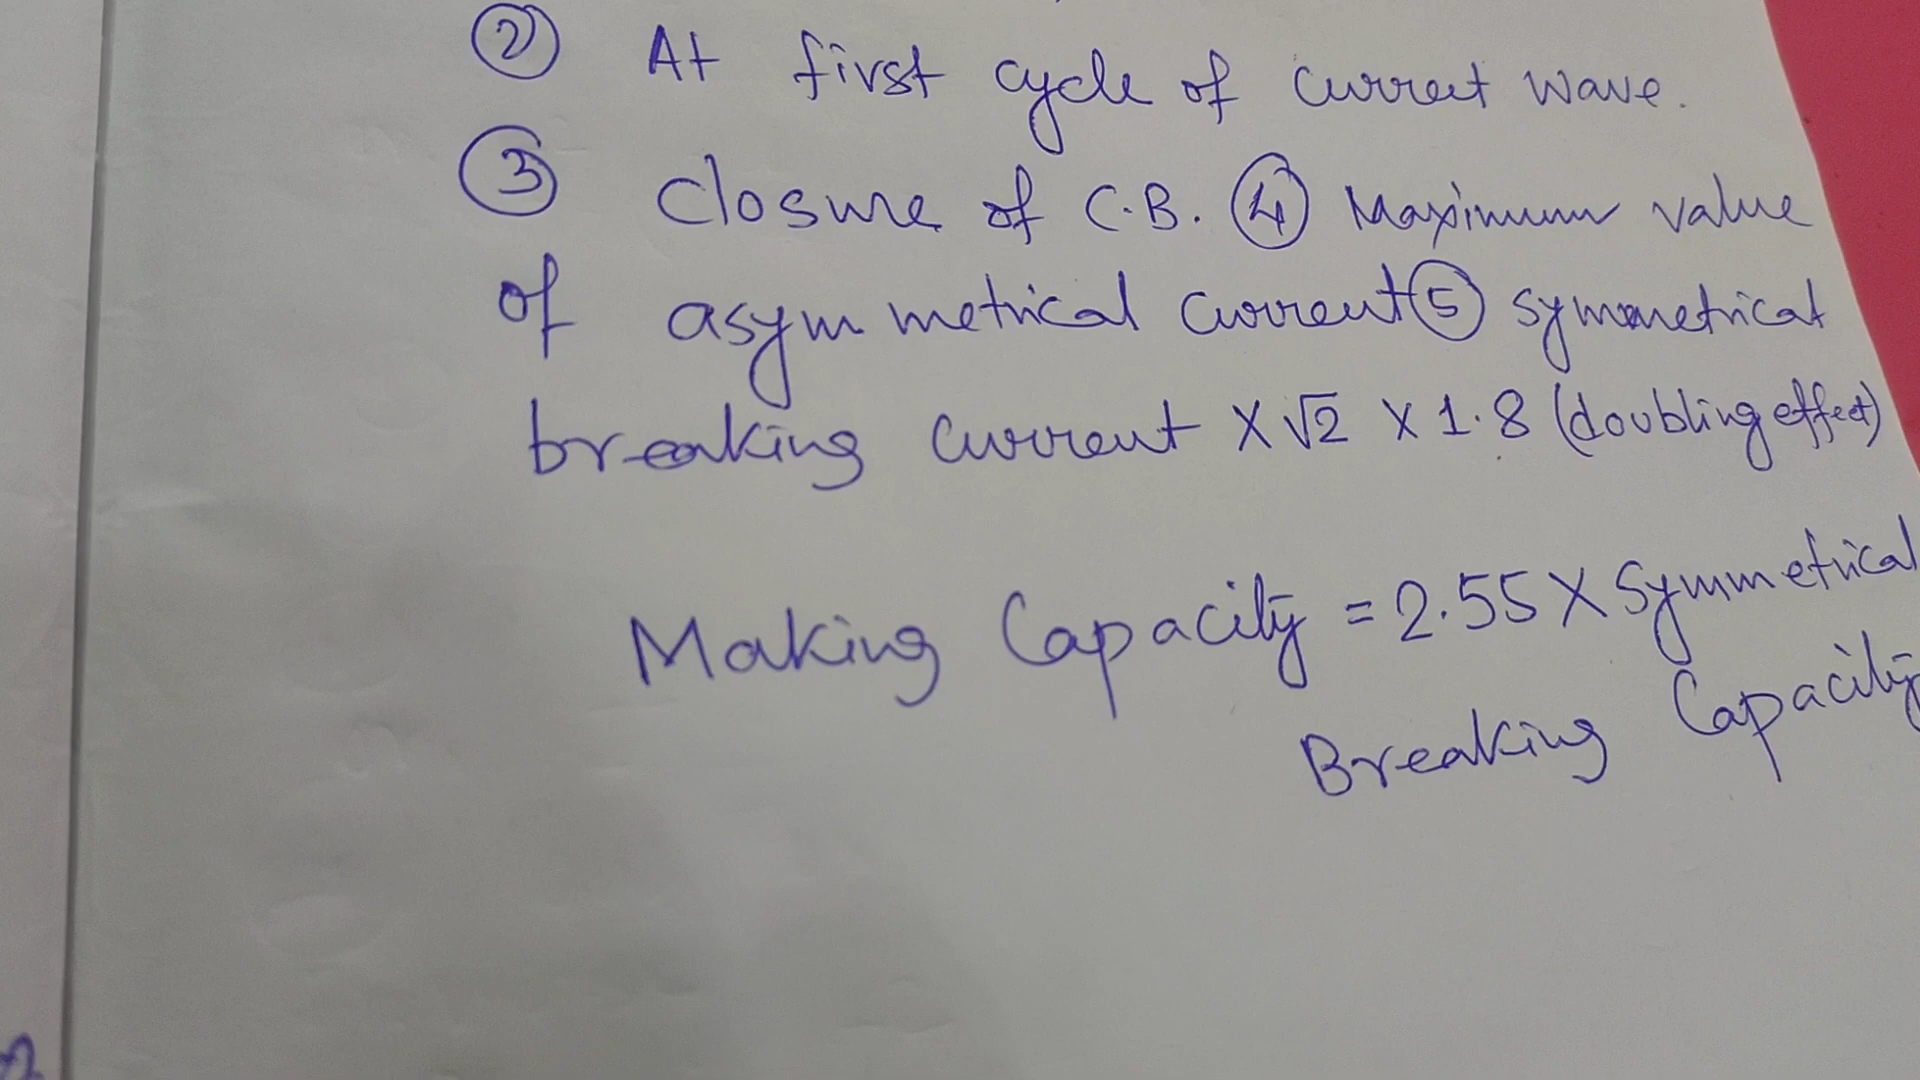 ② At first cycle of current wave.
③ Closure of C.B. ④ Maximum value
of asymmetrical current ⑤ symmetrical
breaking current X √2 X 1.8 (doubling effect)
Making Capacity = 2.55 X Symmetrical
Breaking Capacity